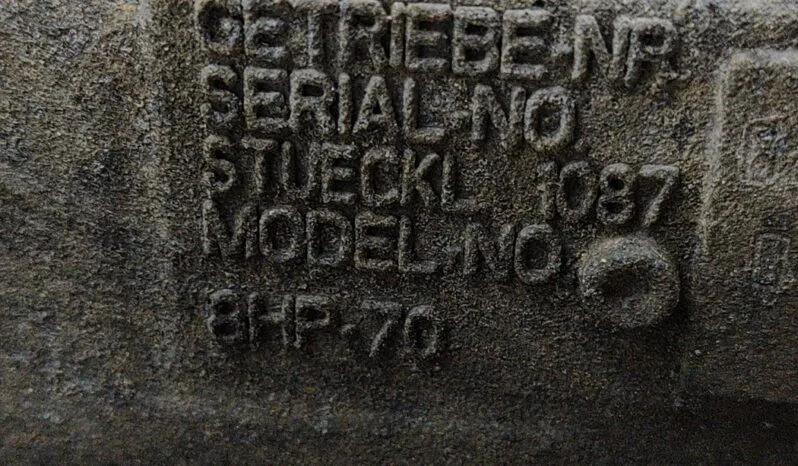 GETRIEBE-NR
SERIAL-NO
STUECKL 1087
MODEL-NO
8HP-70